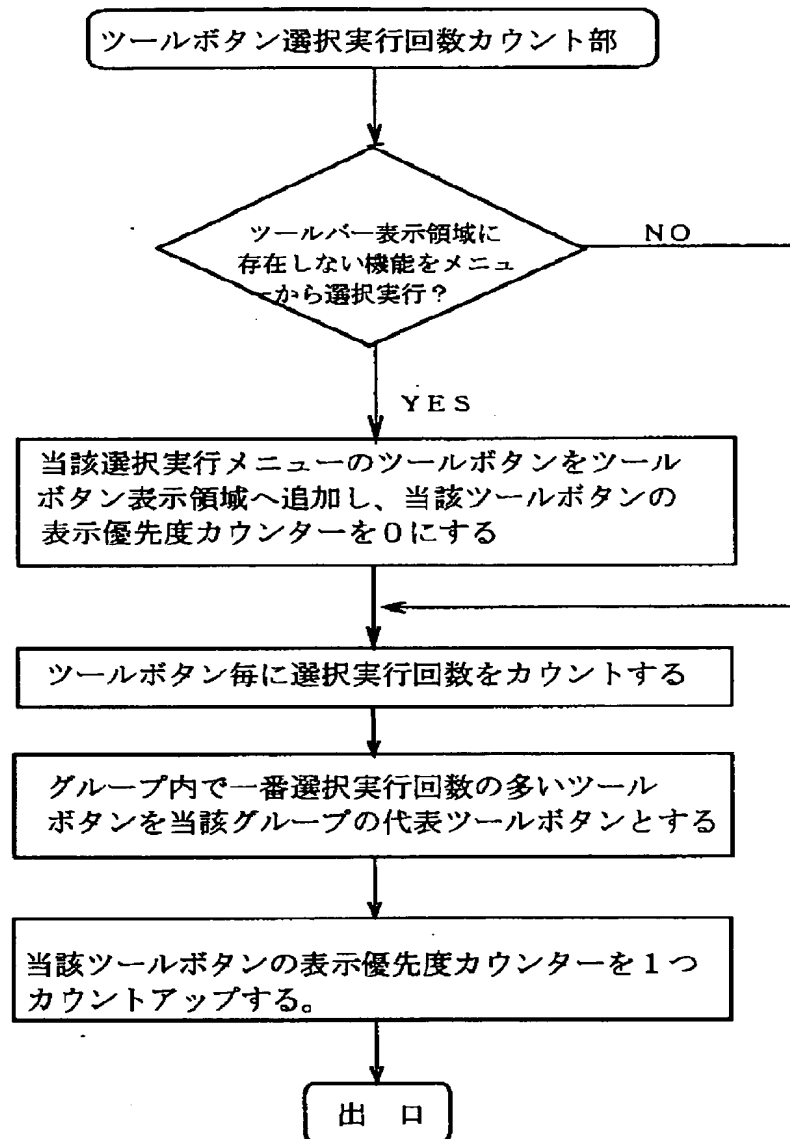 ツールボタン選択実行回数カウント部
ツールバー表示領域に
存在しない機能をメニュ
ーから選択実行？
NO
YES
当該選択実行メニューのツールボタンをツール
ボタン表示領域へ追加し、当該ツールボタンの
表示優先度カウンターを０にする
ツールボタン毎に選択実行回数をカウントする
グループ内で一番選択実行回数の多いツール
ボタンを当該グループの代表ツールボタンとする
当該ツールボタンの表示優先度カウンターを１つ
カウントアップする。
出　口